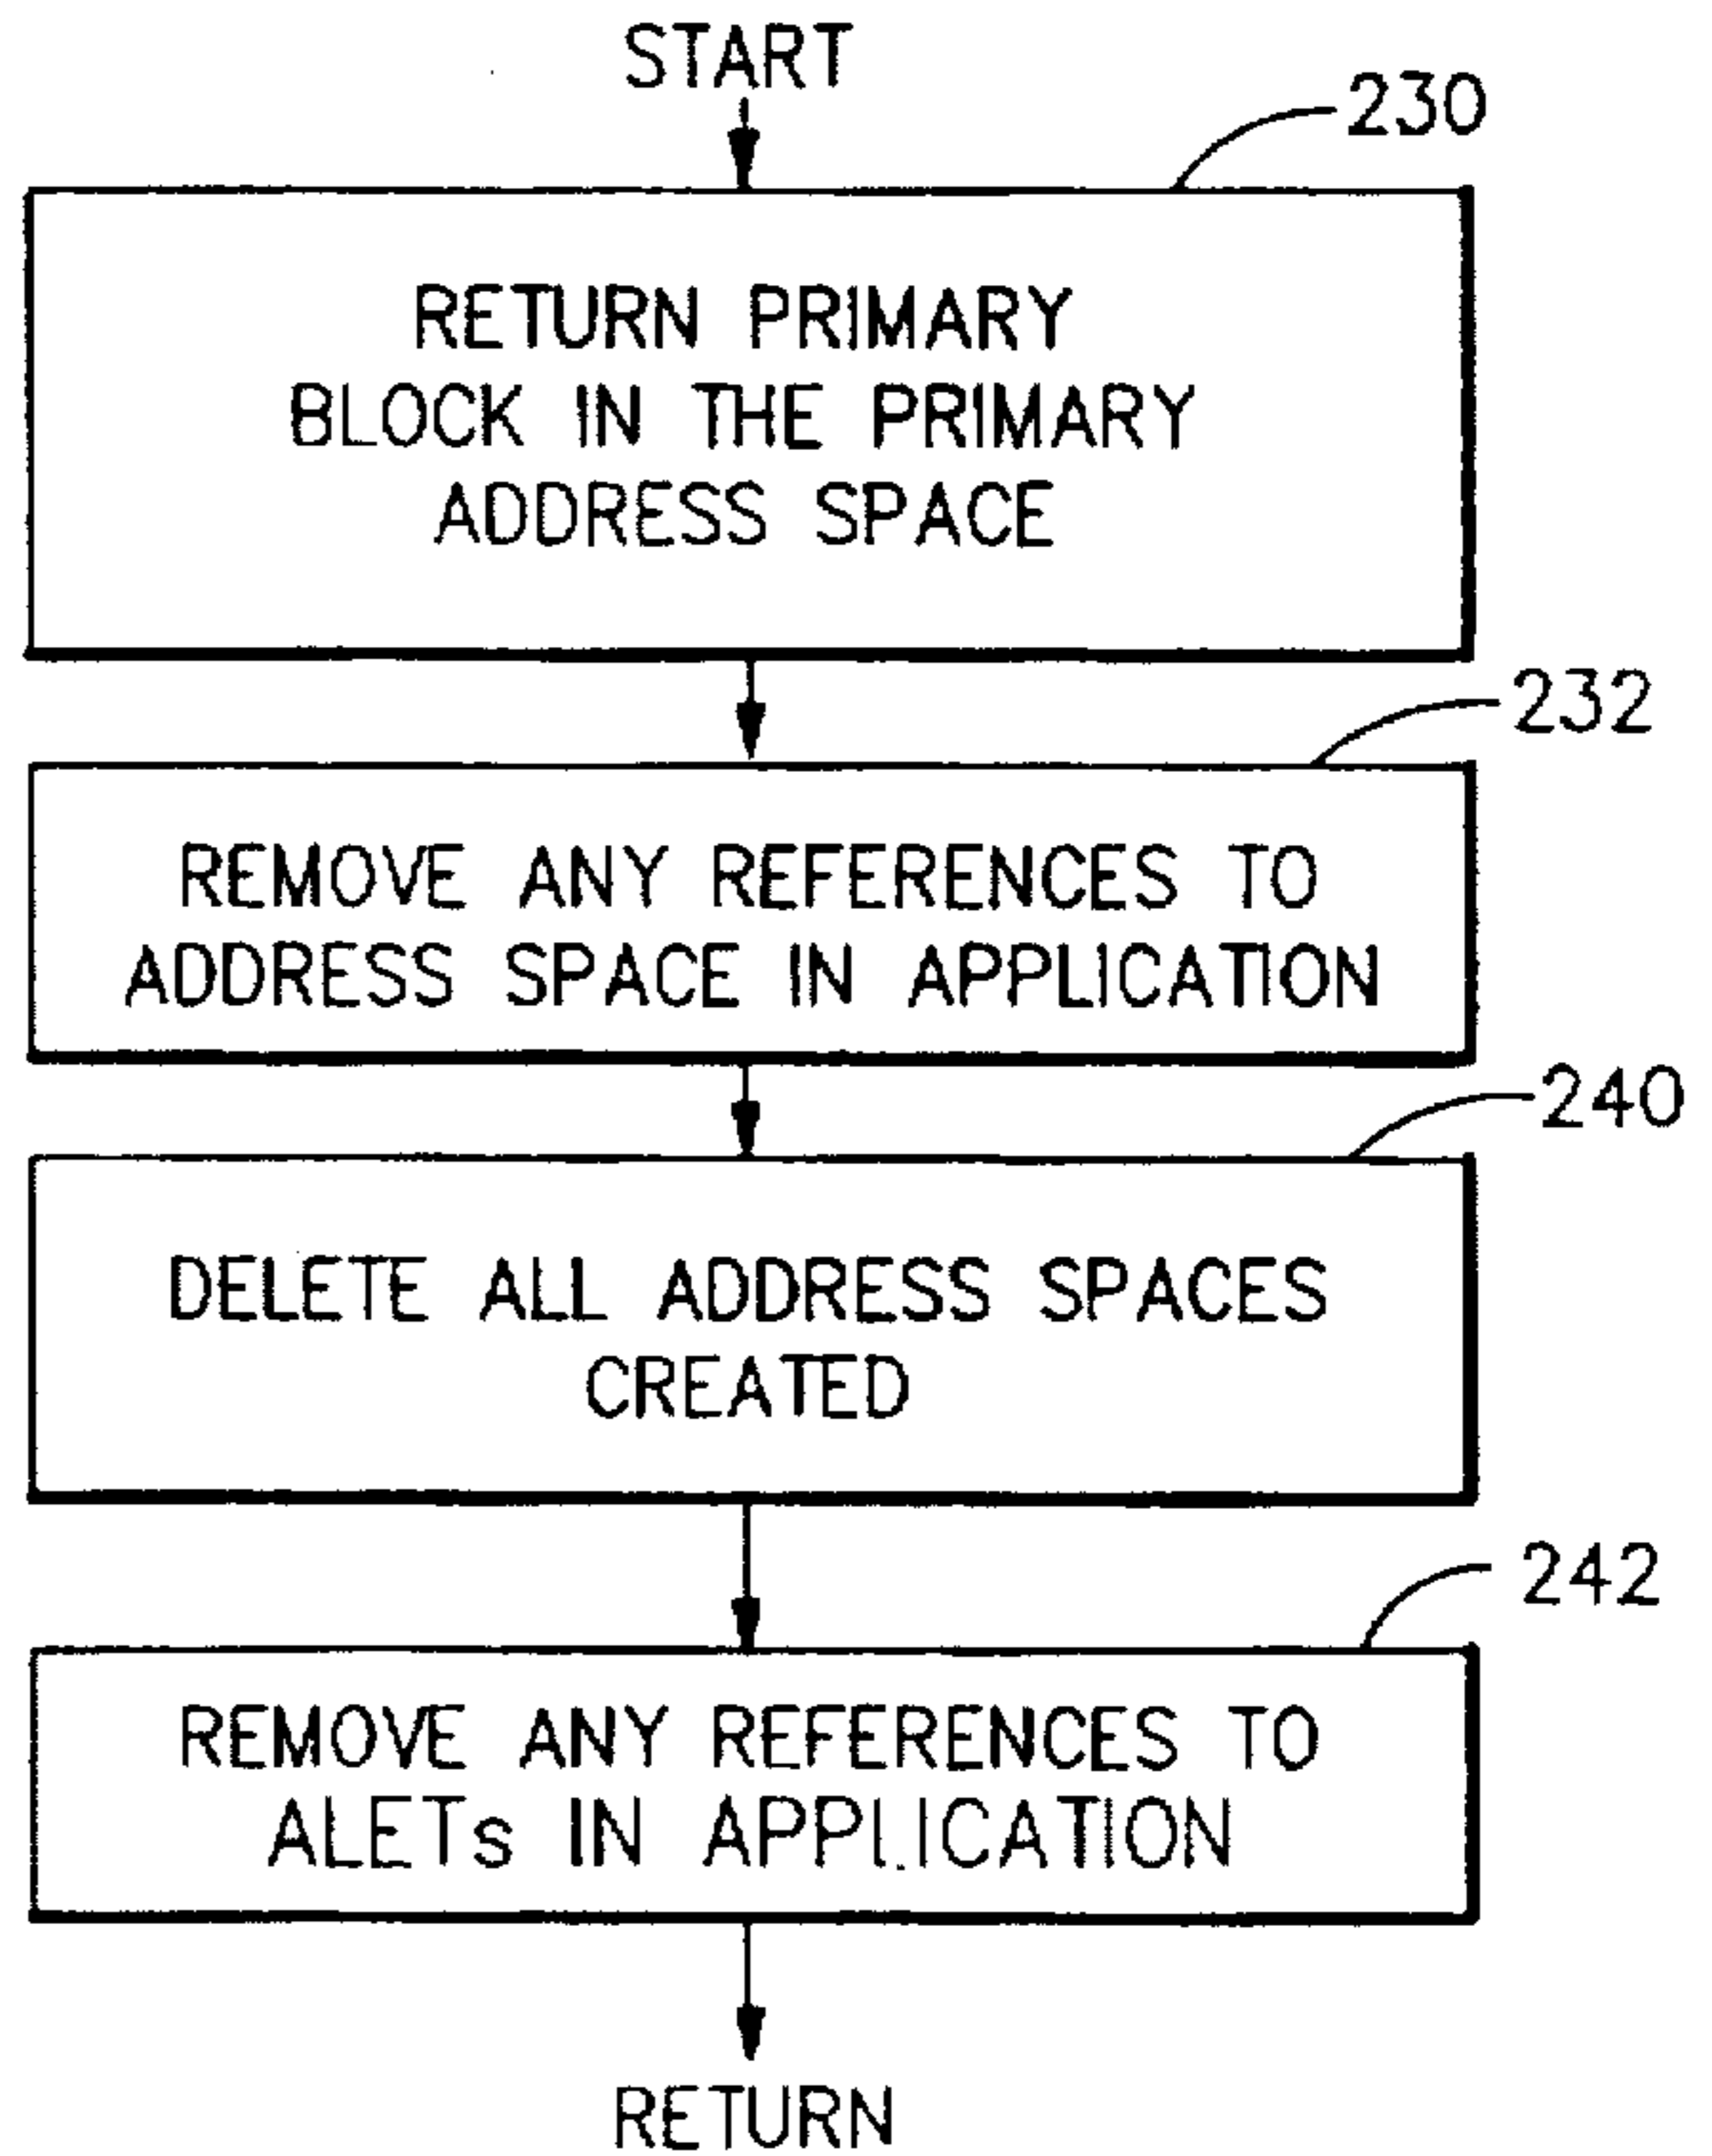 START
230
RETURN PRIMARY
BLOCK IN THE PRIMARY
ADDRESS SPACE
232
REMOVE ANY REFERENCES TO
ADDRESS SPACE IN APPLICATION
240
DELETE ALL ADDRESS SPACES
CREATED
242
REMOVE ANY REFERENCES TO
ALETs IN APPLICATION
RETURN